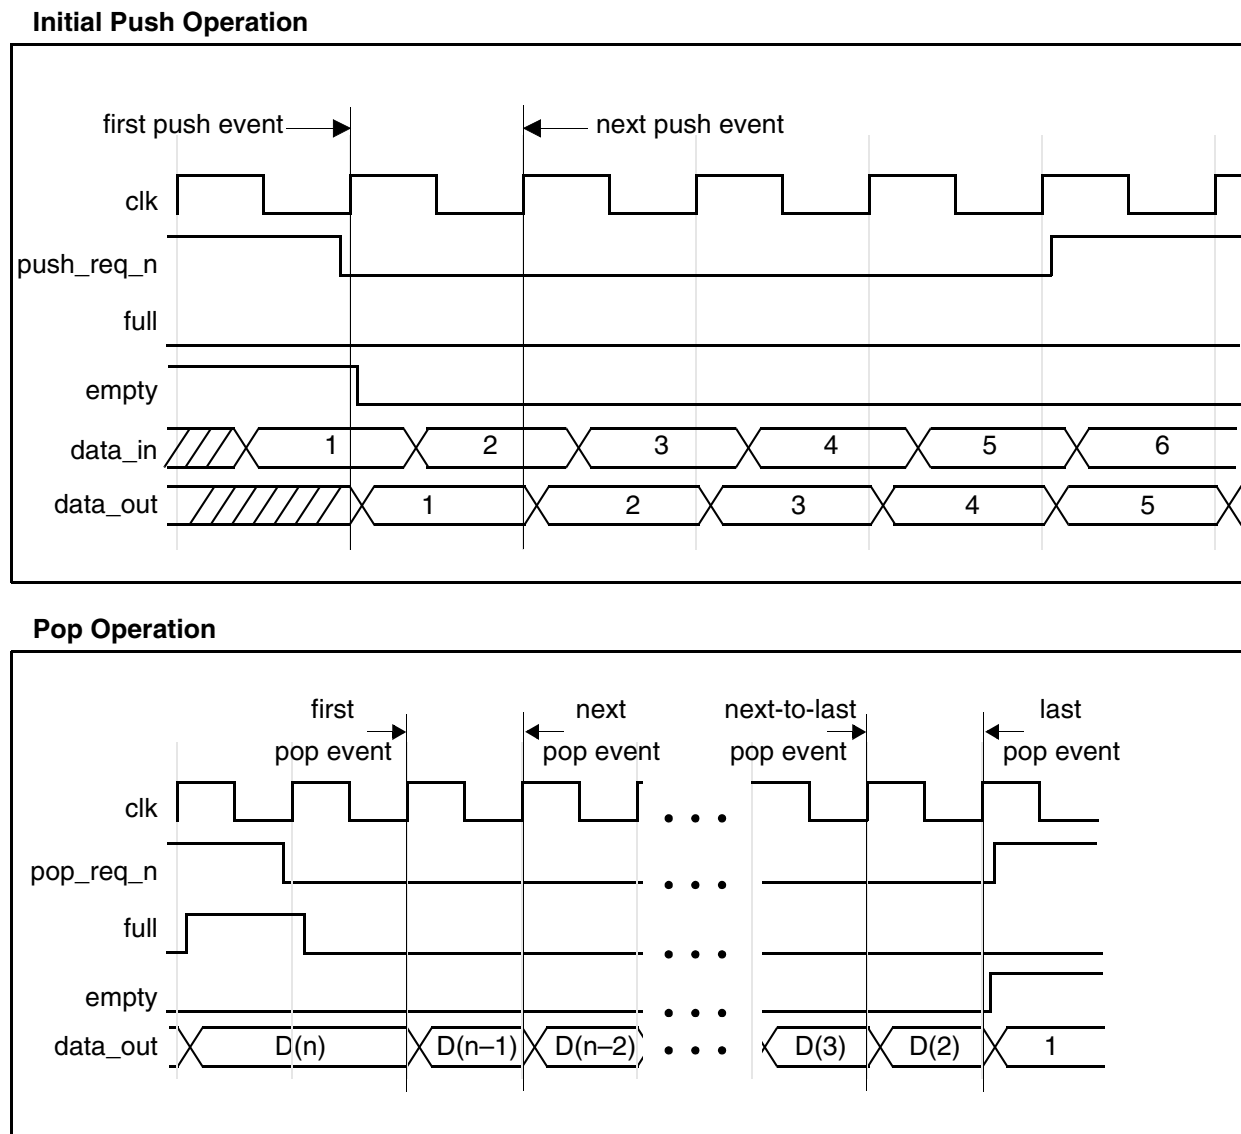 Initial Push Operation
first push event
next push event
clk
push_req_n
full
empty
data_in
1 2 3 4 5 6
data_out
1 2 3 4 5
Pop Operation
first next next-to-last last
pop event pop event pop event pop event
clk
pop_req_n
full
empty
data_out
D(n) D(n–1) D(n–2) D(3) D(2) 1